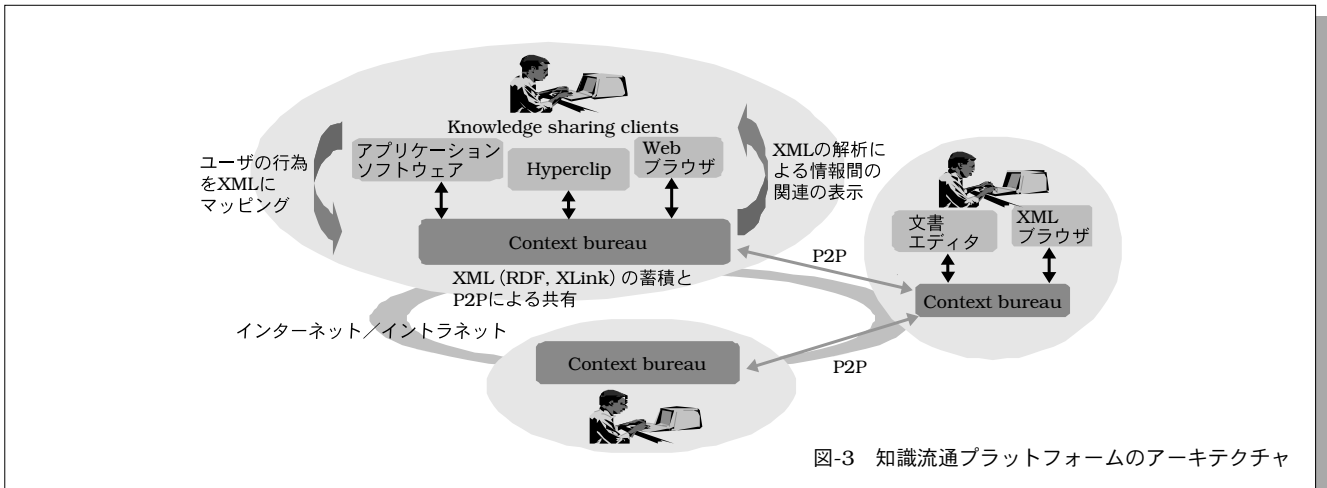 Knowledge sharing clients
ユーザの行為
をXMLに
マッピング
アプリケーション
ソフトウェア
Hyperclip
Web
ブラウザ
XMLの解析に
よる情報間の
関連の表示
Context bureau
XML（RDF, XLink）の蓄積と
P2Pによる共有
P2P
文書
エディタ
XML
ブラウザ
Context bureau
インターネット／イントラネット
Context bureau
P2P
図-3　知識流通プラットフォームのアーキテクチャ